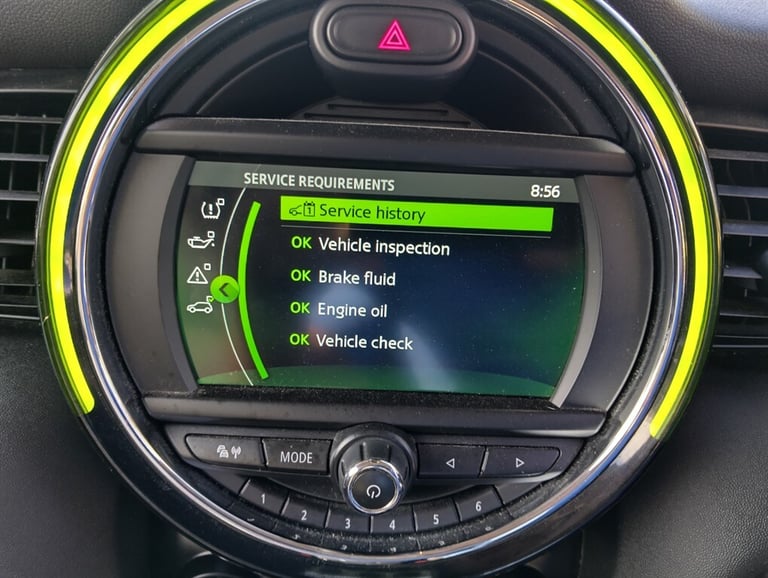 SERVICE REQUIREMENTS 8:56
1 Service history
OK Vehicle inspection
OK Brake fluid
OK Engine oil
OK Vehicle check
MODE
1 2 3 4 5 6